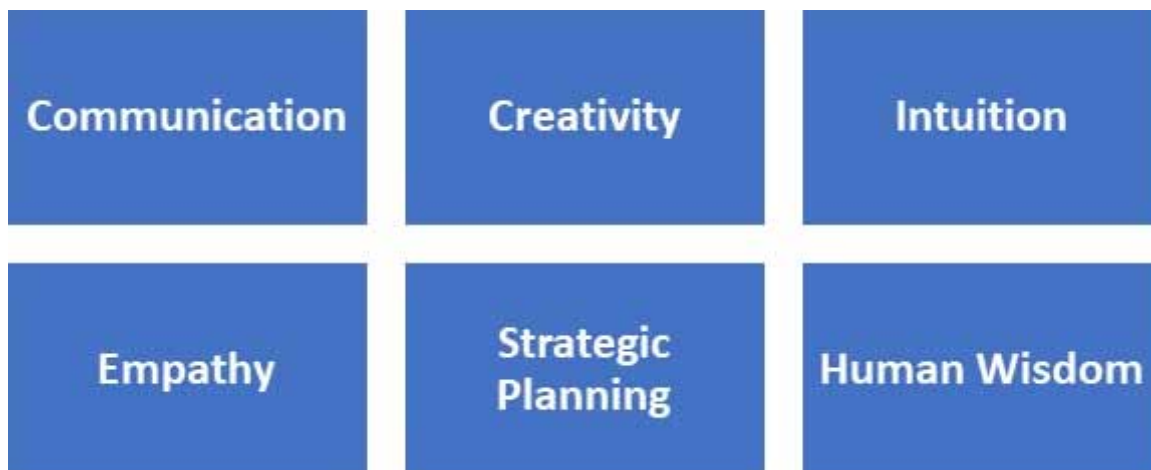 Communication
Creativity
Intuition
Empathy
Strategic
Planning
Human Wisdom